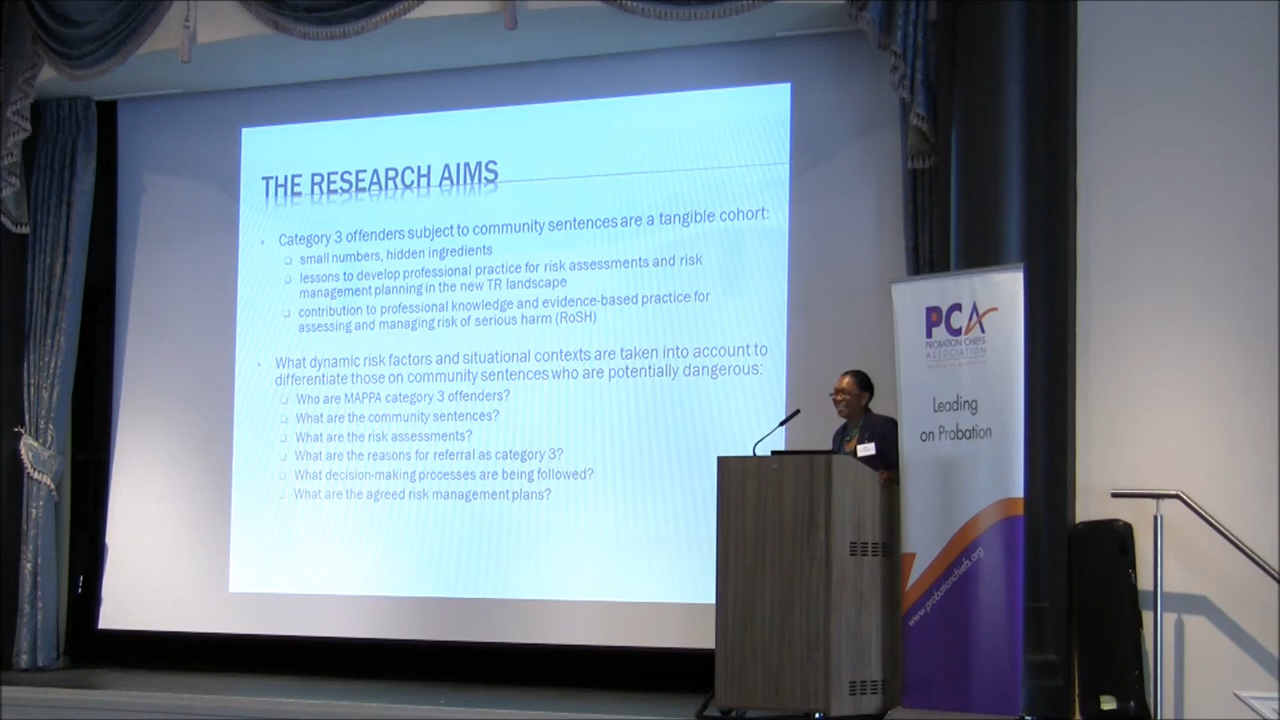 THE RESEARCH AIMS
Category 3 offenders subject to community sentences are a tangible cohort:
small numbers, hidden ingredients
lessons to develop professional practice for risk assessments and risk
management planning in the new TR landscape
contribution to professional knowledge and evidence-based practice for
assessing and managing risk of serious harm (RoSH)
What dynamic risk factors and situational contexts are taken into account to
differentiate those on community sentences who are potentially dangerous:
Who are MAPPA category 3 offenders?
What are the community sentences?
What are the risk assessments?
What are the reasons for referral as category 3?
What decision-making processes are being followed?
What are the agreed risk management plans?
PCA
PROBATION CHIEFS
ASSOCIATION
Leading
on Probation
www.probationchiefs.org